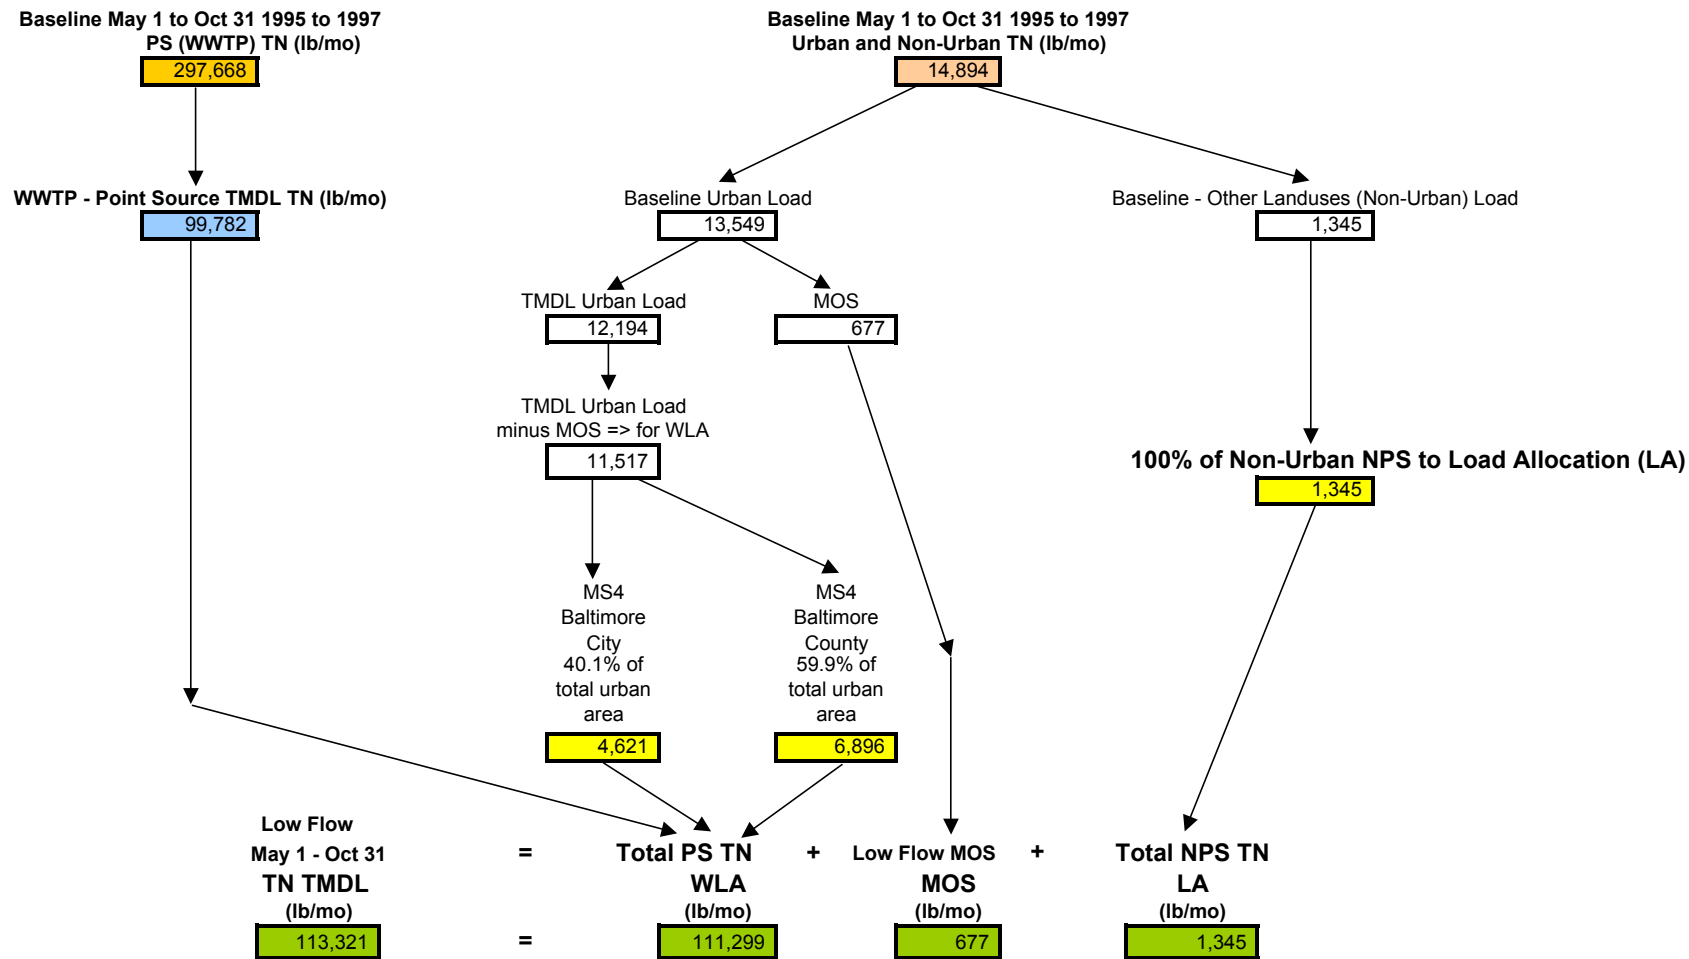 Baseline May 1 to Oct 31 1995 to 1997
PS (WWTP) TN (lb/mo)
297,668
Baseline May 1 to Oct 31 1995 to 1997
Urban and Non-Urban TN (lb/mo)
14,894
WWTP - Point Source TMDL TN (lb/mo)
99,782
Baseline Urban Load
13,549
Baseline - Other Landuses (Non-Urban) Load
1,345
TMDL Urban Load
12,194
MOS
677
TMDL Urban Load
minus MOS => for WLA
11,517
100% of Non-Urban NPS to Load Allocation (LA)
1,345
MS4
Baltimore
City
40.1% of
total urban
area
4,621
MS4
Baltimore
County
59.9% of
total urban
area
6,896
Low Flow
May 1 - Oct 31
TN TMDL
(lb/mo)
113,321
=
=
Total PS TN
WLA
(lb/mo)
111,299
+
Low Flow MOS
MOS
(lb/mo)
677
+
Total NPS TN
LA
(lb/mo)
1,345